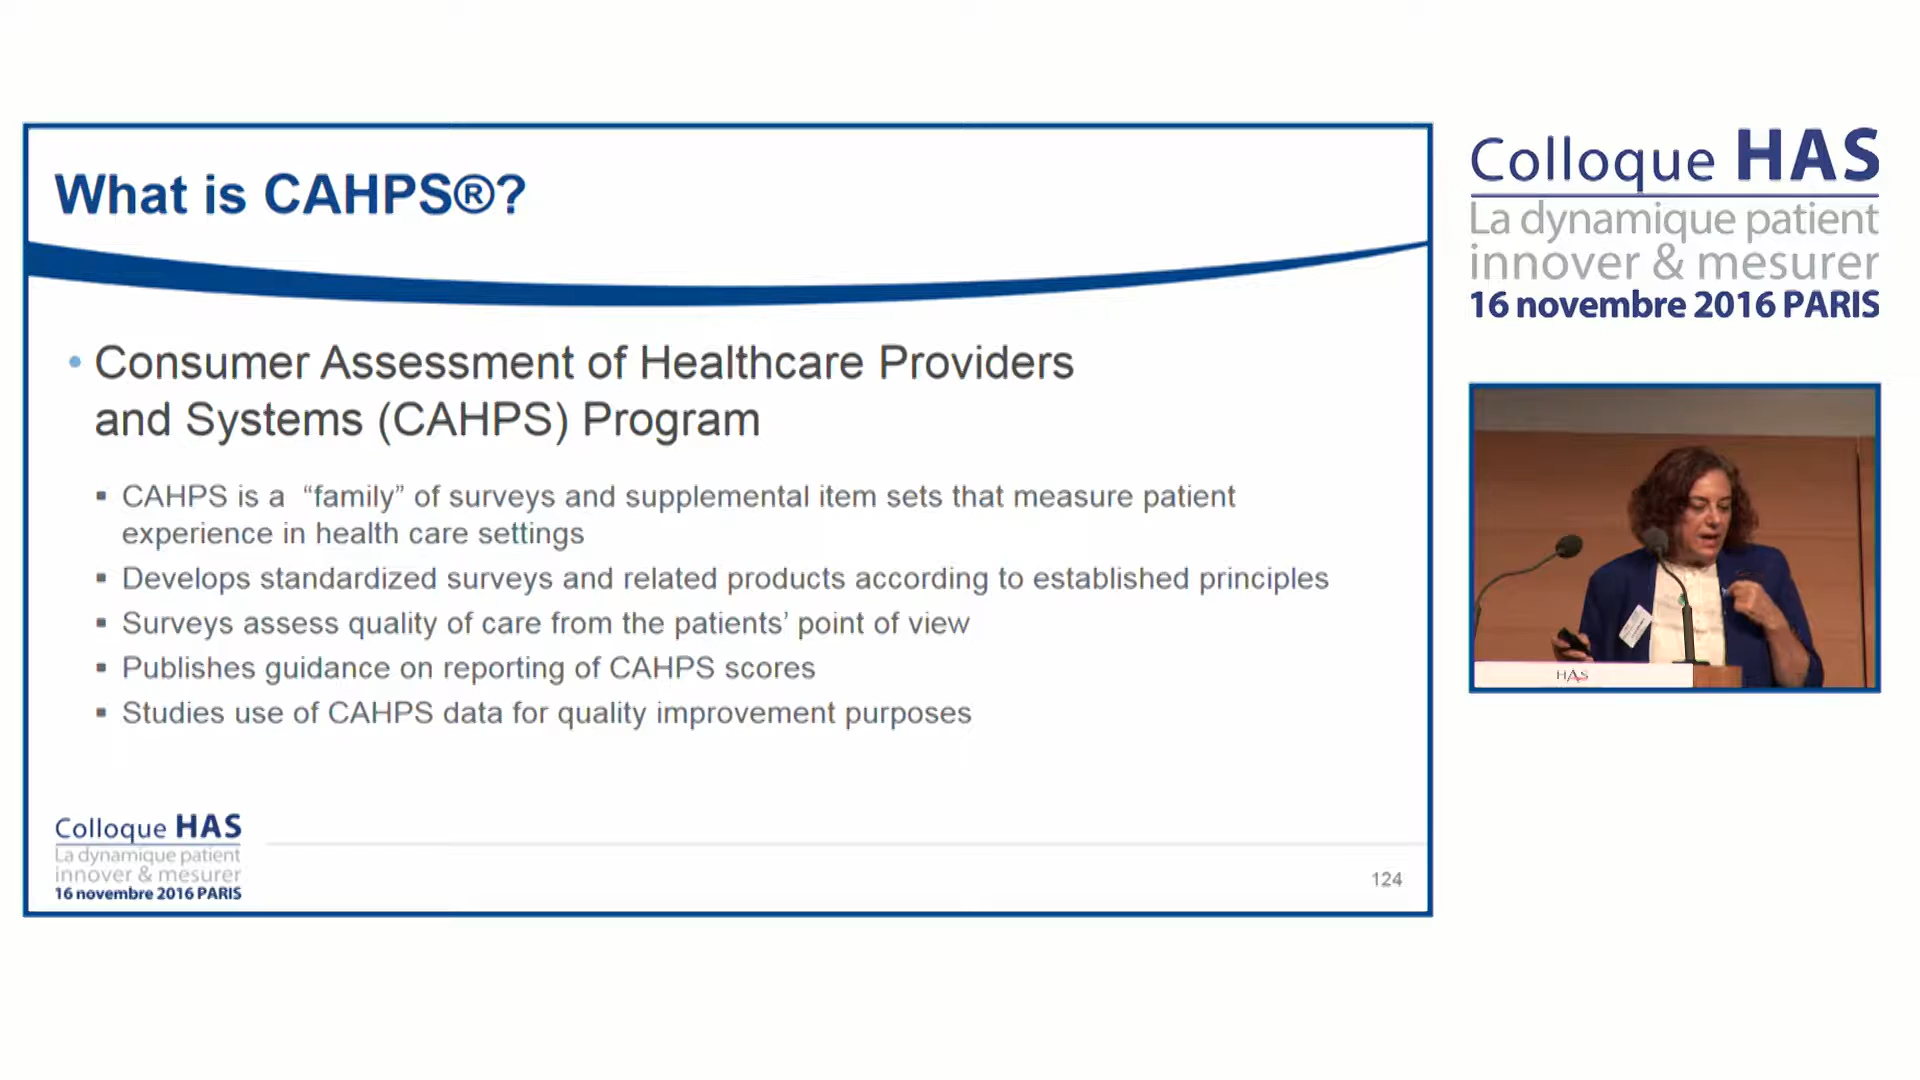 What is CAHPS®?
• Consumer Assessment of Healthcare Providers
and Systems (CAHPS) Program
▪ CAHPS is a “family” of surveys and supplemental item sets that measure patient
experience in health care settings
▪ Develops standardized surveys and related products according to established principles
▪ Surveys assess quality of care from the patients’ point of view
▪ Publishes guidance on reporting of CAHPS scores
▪ Studies use of CAHPS data for quality improvement purposes
Colloque HAS
La dynamique patient
innover & mesurer
16 novembre 2016 PARIS
124
Colloque HAS
La dynamique patient
innover & mesurer
16 novembre 2016 PARIS
HAS